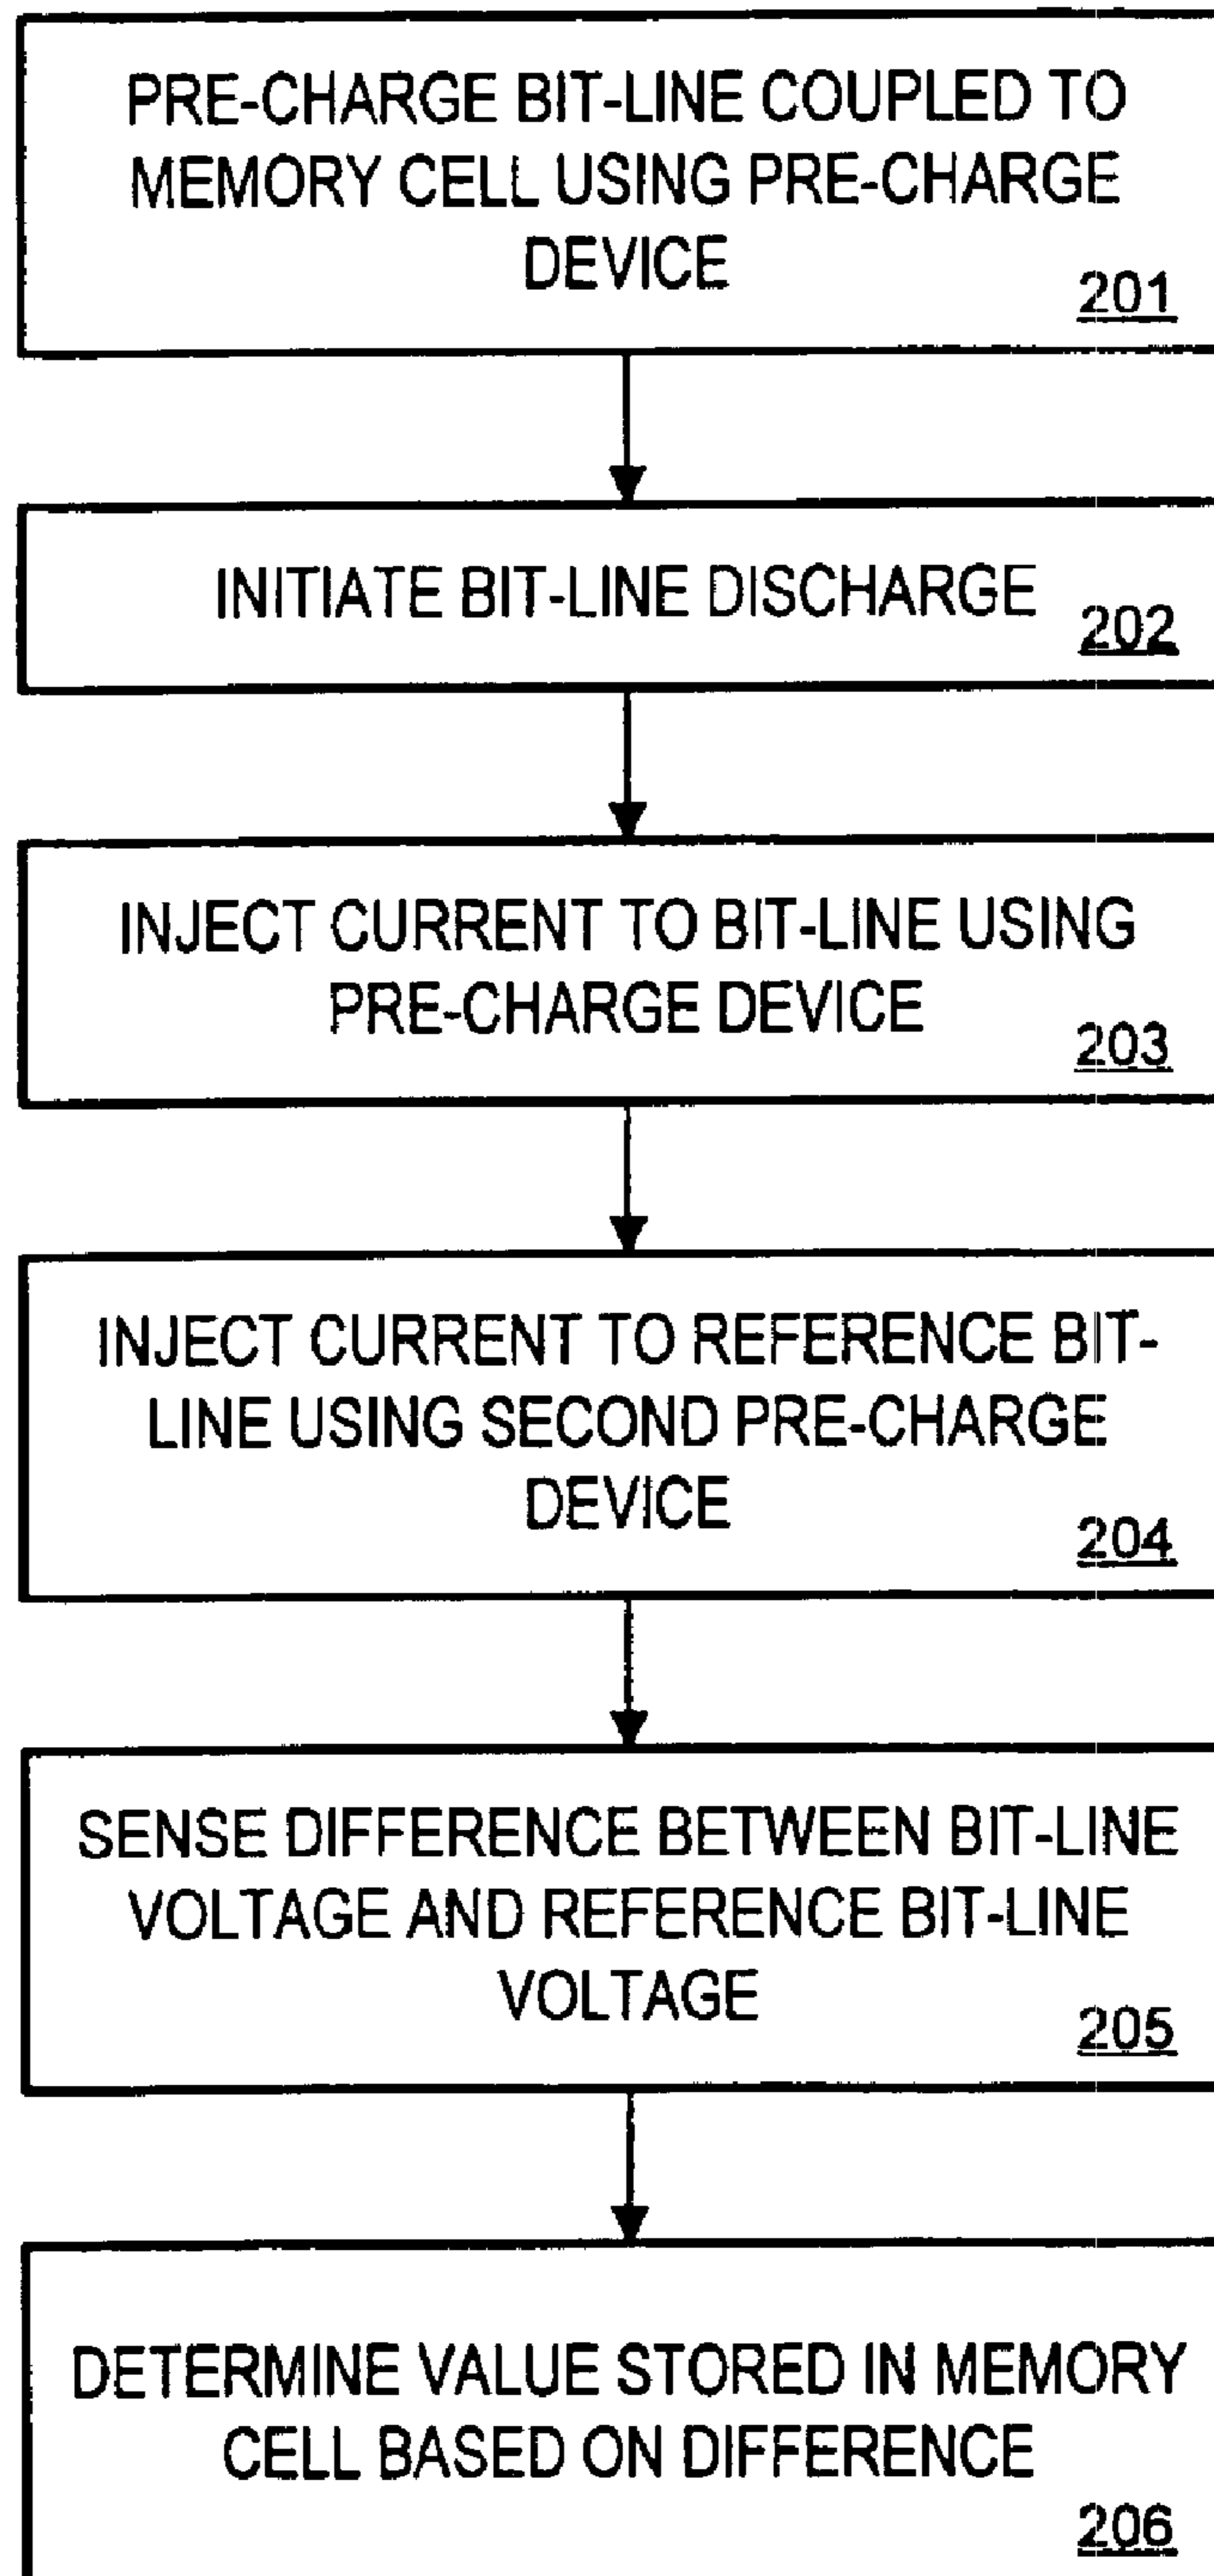 PRE-CHARGE BIT-LINE COUPLED TO
MEMORY CELL USING PRE-CHARGE
DEVICE
201
INITIATE BIT-LINE DISCHARGE
202
INJECT CURRENT TO BIT-LINE USING
PRE-CHARGE DEVICE
203
INJECT CURRENT TO REFERENCE BIT-
LINE USING SECOND PRE-CHARGE
DEVICE
204
SENSE DIFFERENCE BETWEEN BIT-LINE
VOLTAGE AND REFERENCE BIT-LINE
VOLTAGE
205
DETERMINE VALUE STORED IN MEMORY
CELL BASED ON DIFFERENCE
206